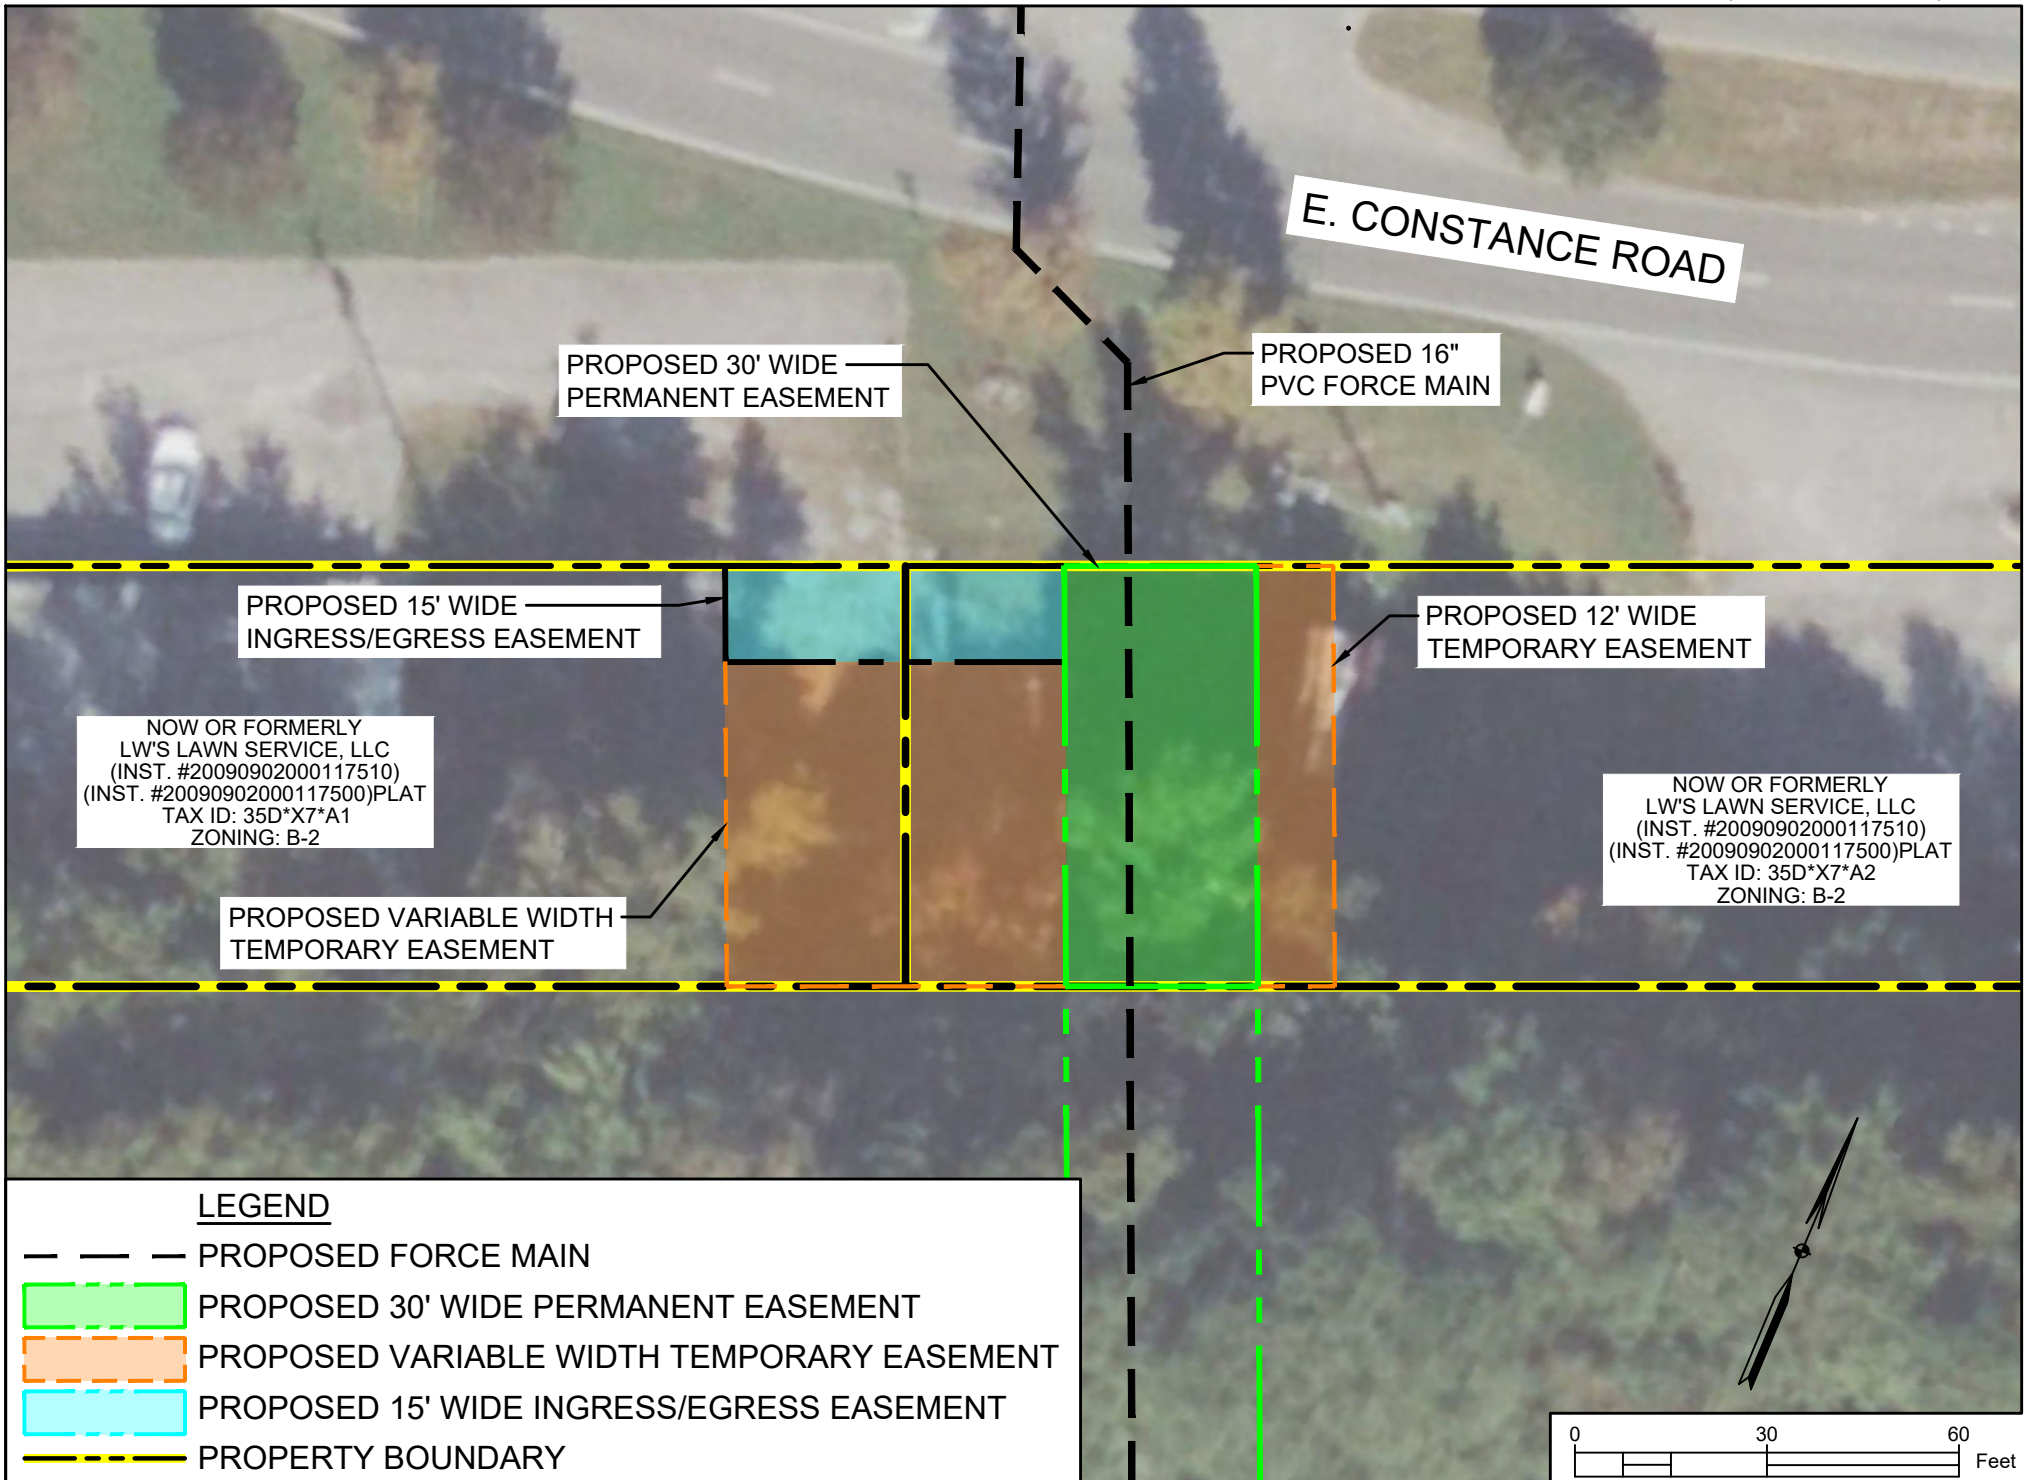 E. CONSTANCE ROAD
PROPOSED 30' WIDE
PERMANENT EASEMENT
PROPOSED 16"
PVC FORCE MAIN
PROPOSED 15' WIDE
INGRESS/EGRESS EASEMENT
PROPOSED 12' WIDE
TEMPORARY EASEMENT
NOW OR FORMERLY
LW'S LAWN SERVICE, LLC
(INST. #20090902000117510)
(INST. #20090902000117500)PLAT
TAX ID: 35D*X7*A1
ZONING: B-2
NOW OR FORMERLY
LW'S LAWN SERVICE, LLC
(INST. #20090902000117510)
(INST. #20090902000117500)PLAT
TAX ID: 35D*X7*A2
ZONING: B-2
PROPOSED VARIABLE WIDTH
TEMPORARY EASEMENT
LEGEND
PROPOSED FORCE MAIN
PROPOSED 30' WIDE PERMANENT EASEMENT
PROPOSED VARIABLE WIDTH TEMPORARY EASEMENT
PROPOSED 15' WIDE INGRESS/EGRESS EASEMENT
PROPERTY BOUNDARY
0 30 60
Feet